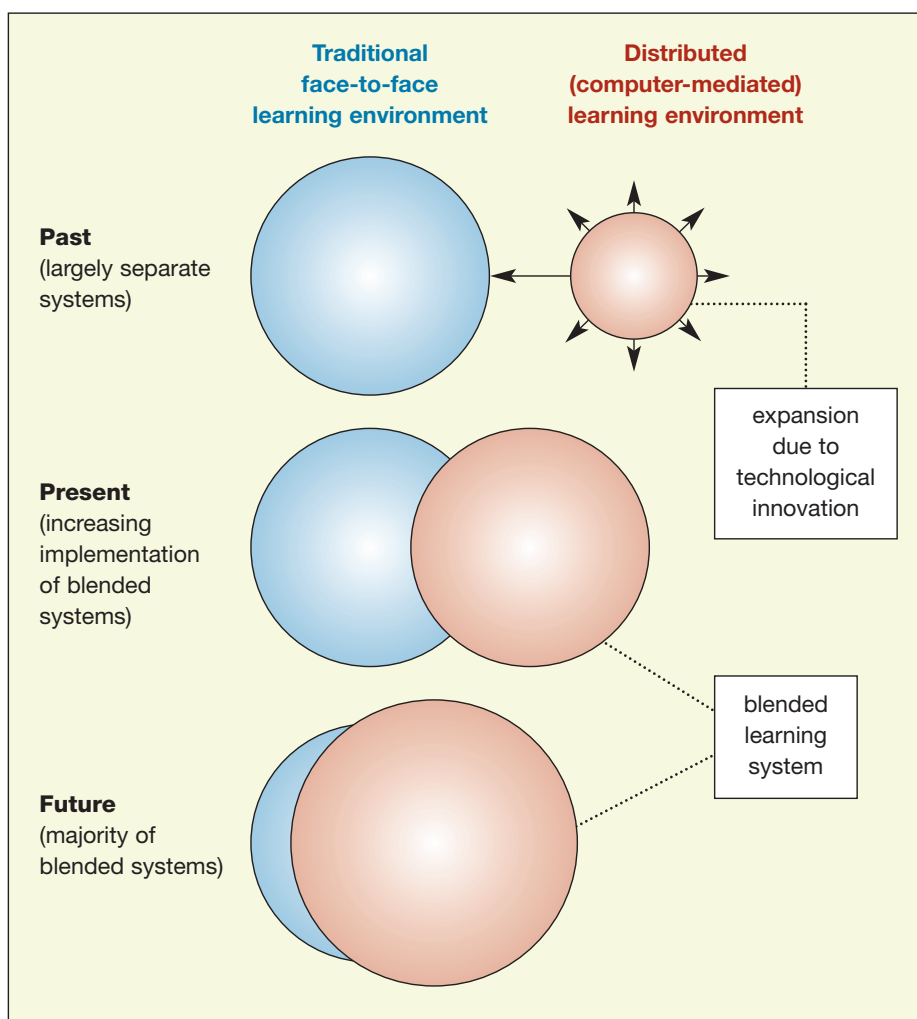 Traditional
face-to-face
learning environment
Distributed
(computer-mediated)
learning environment
Past
(largely separate
systems)
expansion
due to
technological
innovation
Present
(increasing
implementation
of blended
systems)
blended
learning
system
Future
(majority of
blended systems)